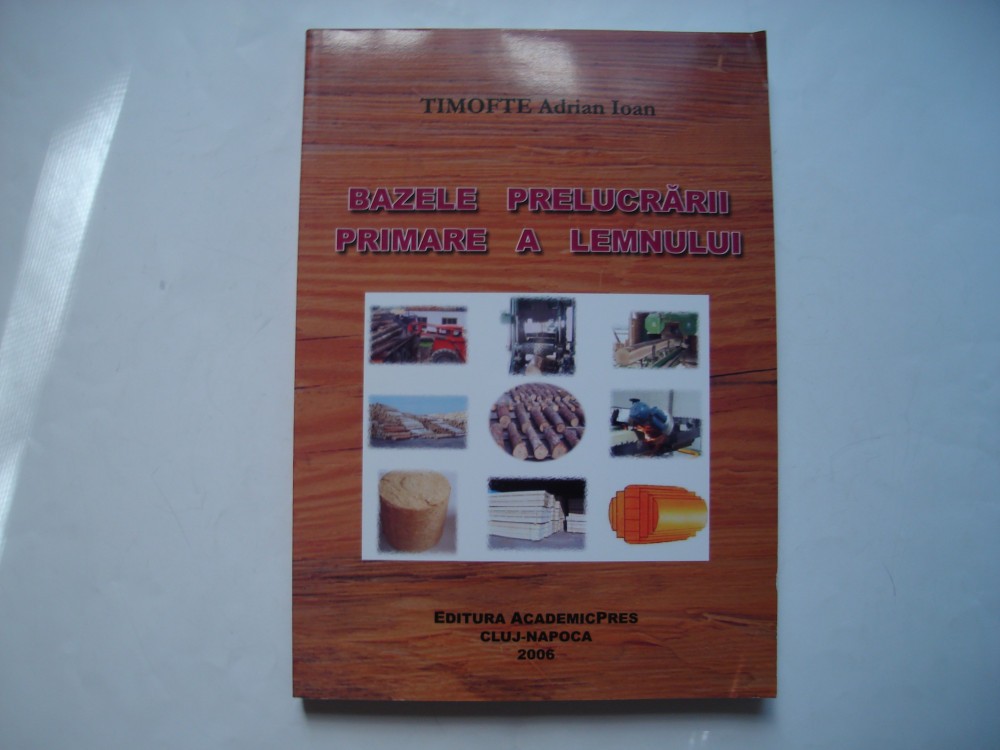 TIMOFTE Adrian Ioan
BAZELE PRELUCRĂRII
PRIMARE A LEMNULUI
EDITURA ACADEMICPRES
CLUJ-NAPOCA
2006